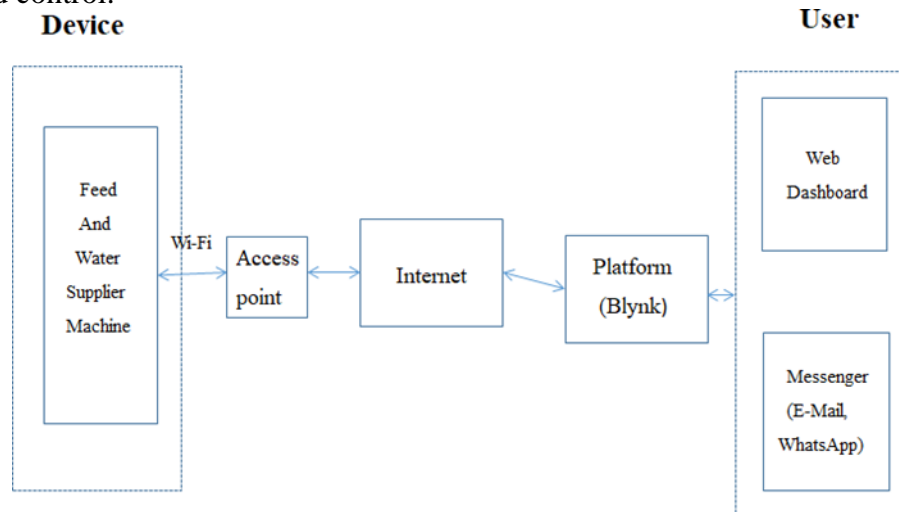 d control.
Device
User
Feed
And
Water
Supplier
Machine
Wi-Fi
Access
point
Internet
Platform
(Blynk)
Web
Dashboard
Messenger
(E-Mail,
WhatsApp)